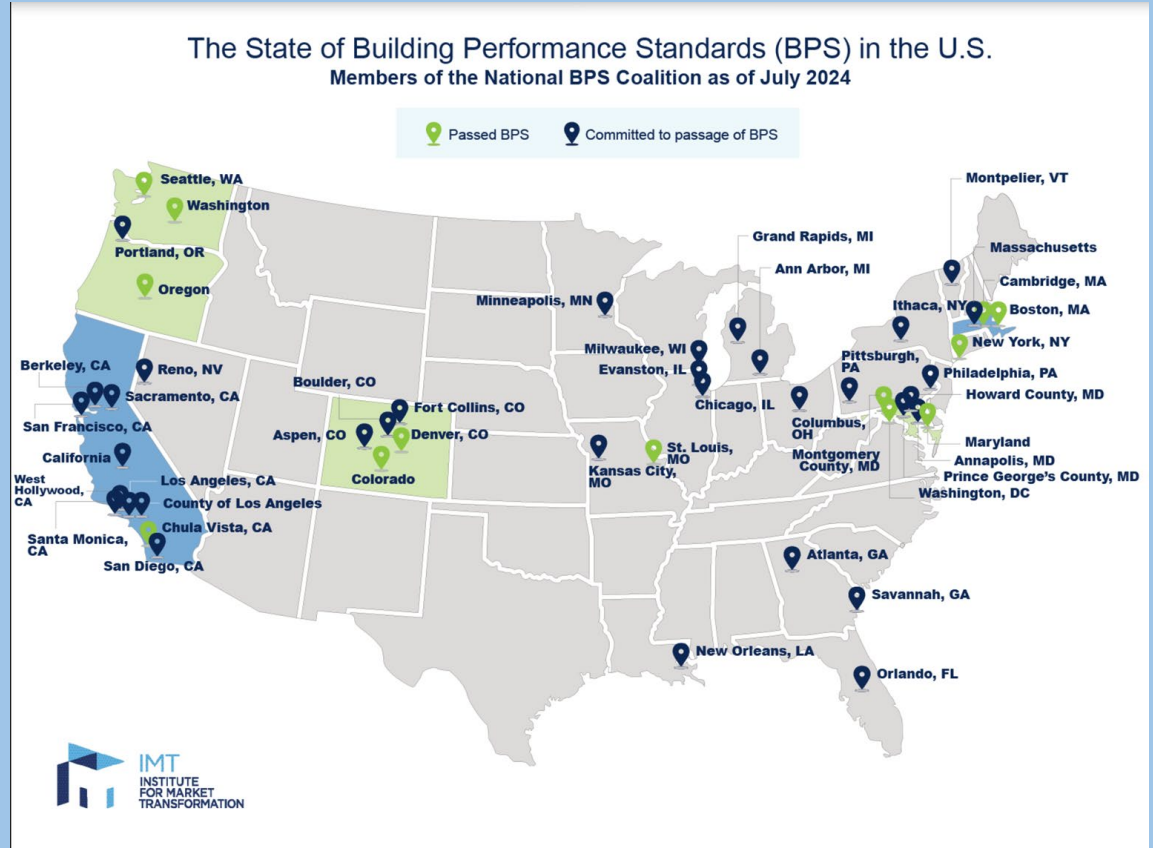 The State of Building Performance Standards (BPS) in the U.S.
Members of the National BPS Coalition as of July 2024
Passed BPS
Committed to passage of BPS
Seattle, WA
Washington
Portland, OR
Oregon
Berkeley, CA
Reno, NV
Sacramento, CA
San Francisco, CA
California
West
Hollywood,
CA
Los Angeles, CA
County of Los Angeles
Chula Vista, CA
Santa Monica,
CA
San Diego, CA
Boulder, CO
Fort Collins, CO
Aspen, CO
Denver, CO
Colorado
Minneapolis, MN
Milwaukee, WI
Evanston, IL
Chicago, IL
Grand Rapids, MI
Ann Arbor, MI
St. Louis,
MO
Kansas City,
MO
Columbus,
OH
Pittsburgh,
PA
Ithaca, NY
Montpelier, VT
Massachusetts
Cambridge, MA
Boston, MA
New York, NY
Philadelphia, PA
Howard County, MD
Montgomery
County, MD
Maryland
Annapolis, MD
Prince George's County, MD
Washington, DC
Atlanta, GA
Savannah, GA
New Orleans, LA
Orlando, FL
IMT
INSTITUTE
FOR MARKET
TRANSFORMATION